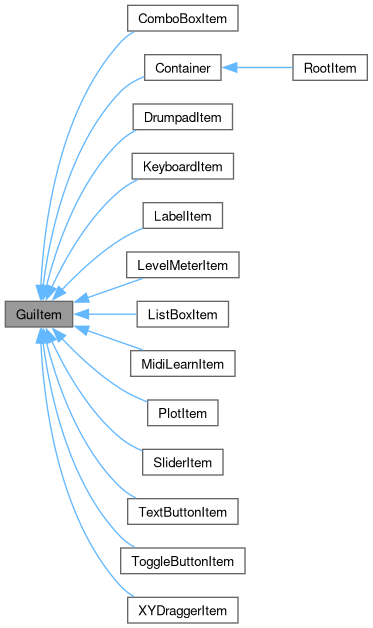 ComboBoxItem
Container
RootItem
DrumpadItem
KeyboardItem
LabelItem
LevelMeterItem
GuiItem
ListBoxItem
MidiLearnItem
PlotItem
SliderItem
TextButtonItem
ToggleButtonItem
XYDraggerItem